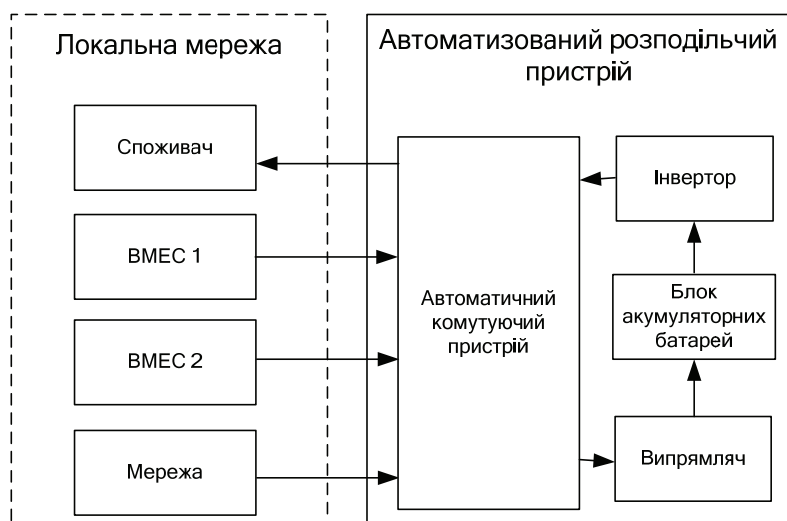 Локальна мережа
Автоматизований розподільчий
пристрій
Споживач
ВМЕС 1
ВМЕС 2
Мережа
Автоматичний
комутуючий
пристрій
Інвертор
Блок
акумуляторних
батарей
Випрямляч